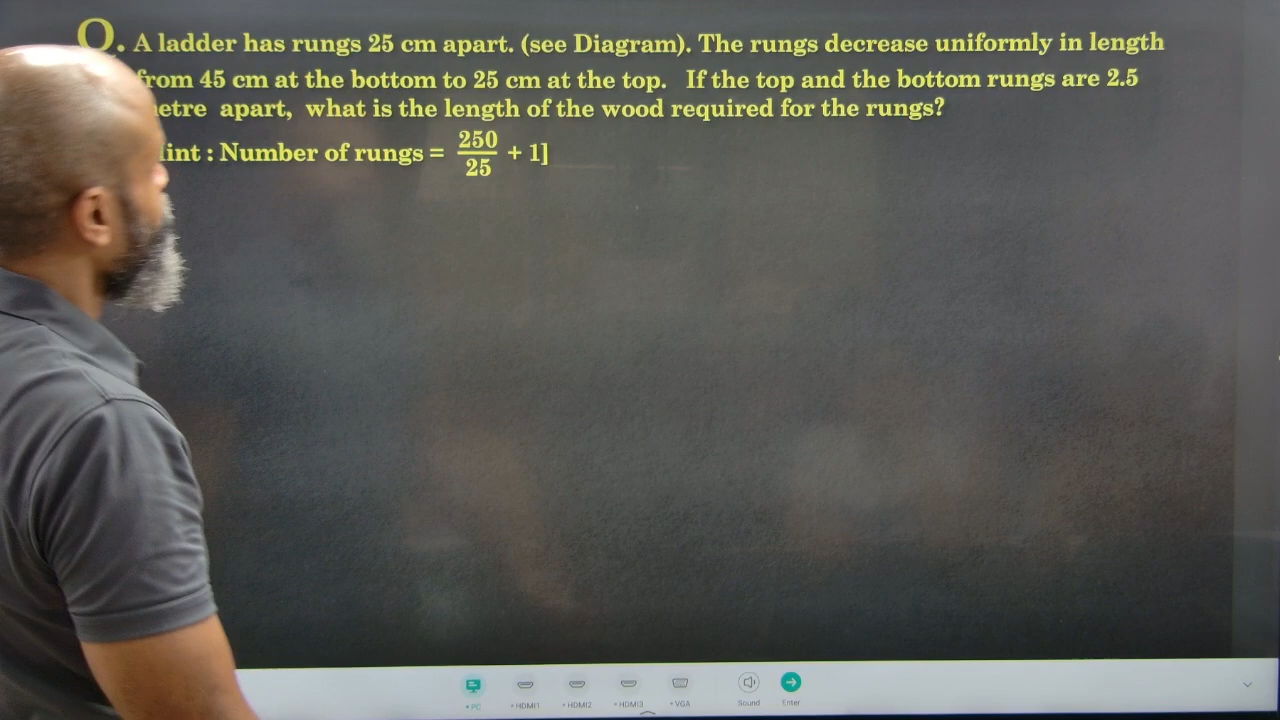 Q. A ladder has rungs 25 cm apart. (see Diagram). The rungs decrease uniformly in length
from 45 cm at the bottom to 25 cm at the top. If the top and the bottom rungs are 2.5
apart, what is the length of the wood required for the rungs?
: Number of rungs = 250/25 + 1]
PC HDMI1 HDMI2 HDMI3 VGA Sound Enter